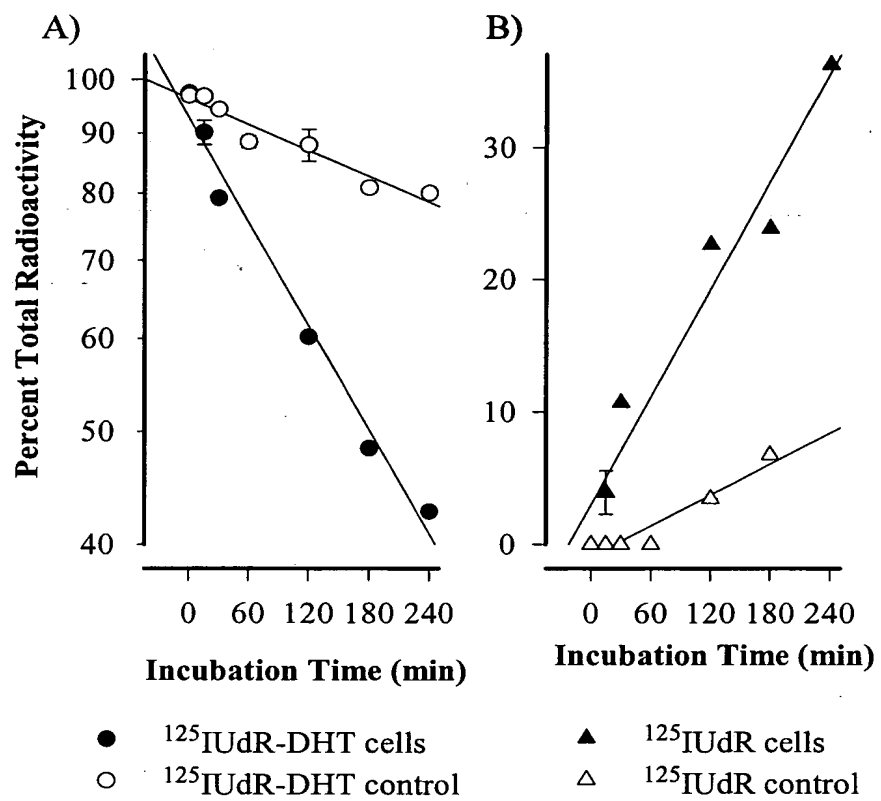 A)
B)
Percent Total Radioactivity
100
90
80
70
60
50
40
0 60 120 180 240
Incubation Time (min)
30
20
10
0
0 60 120 180 240
Incubation Time (min)
¹²⁵IUdR-DHT cells
¹²⁵IUdR-DHT control
¹²⁵IUdR cells
¹²⁵IUdR control